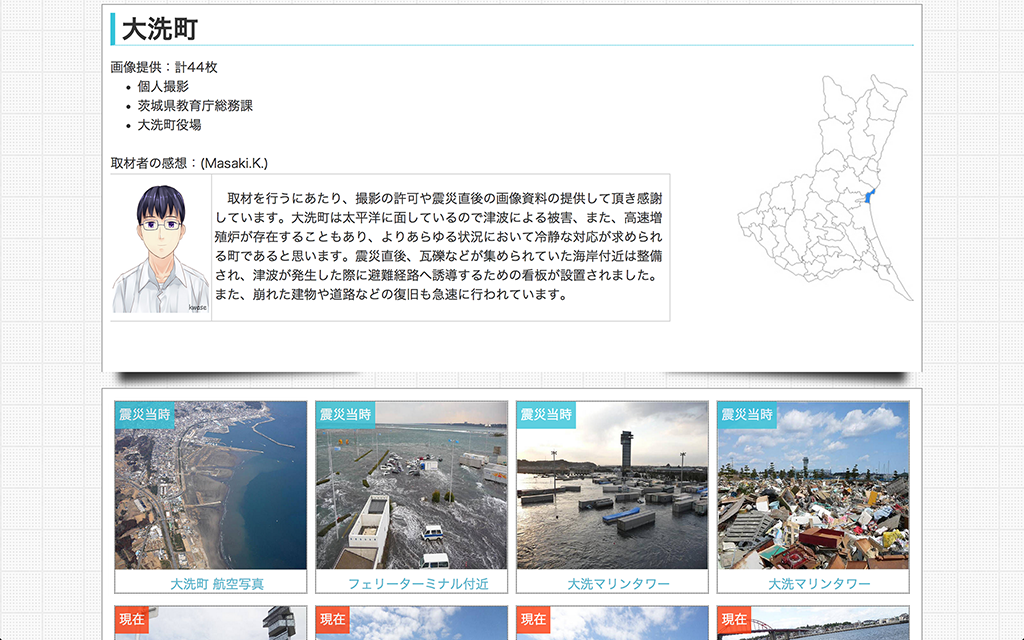 大洗町
画像提供：計44枚
• 個人撮影
• 茨城県教育庁総務課
• 大洗町役場
取材者の感想：(Masaki.K.)
取材を行うにあたり、撮影の許可や震災直後の画像資料の提供して頂き感謝
しています。大洗町は太平洋に面しているので津波による被害、また、高速増
殖炉が存在することもあり、よりあらゆる状況において冷静な対応が求められ
る町であると思います。震災直後、瓦礫などが集められていた海岸付近は整備
され、津波が発生した際に避難経路へ誘導するための看板が設置されました。
また、崩れた建物や道路などの復旧も急速に行われています。
kwase
震災当時
震災当時
震災当時
震災当時
大洗町 航空写真
フェリーターミナル付近
大洗マリンタワー
大洗マリンタワー
現在
現在
現在
現在